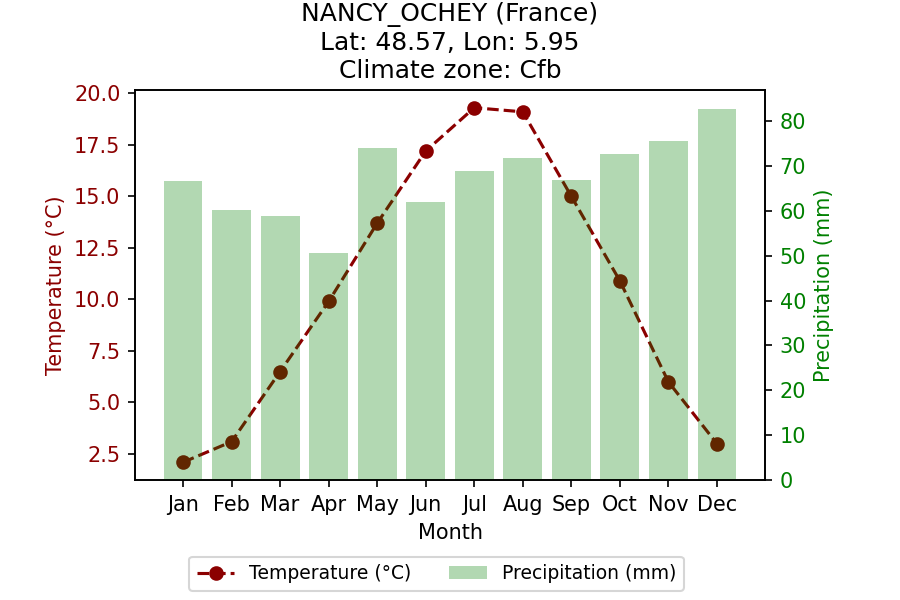 NANCY_OCHEY (France)
Lat: 48.57, Lon: 5.95
Climate zone: Cfb
Temperature (°C)
20.0
17.5
15.0
12.5
10.0
7.5
5.0
2.5
80
70
60
50
40
30
20
10
0
Precipitation (mm)
Jan Feb Mar Apr May Jun Jul Aug Sep Oct Nov Dec
Month
Temperature (°C) Precipitation (mm)